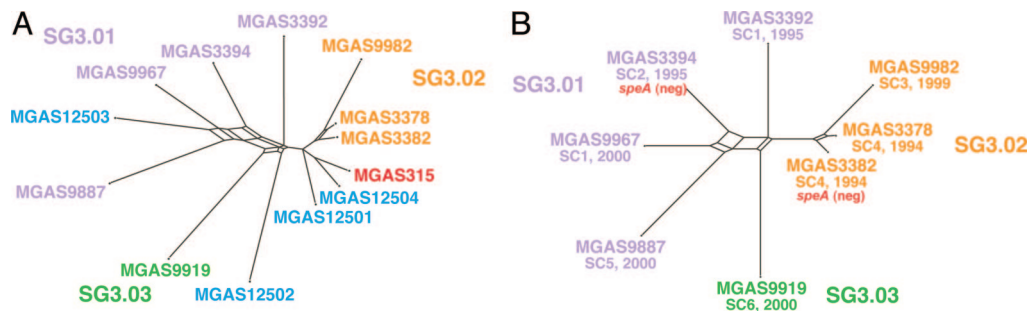 A
MGAS3392
SG3.01
MGAS3394
MGAS9982
MGAS9967
SG3.02
MGAS12503
MGAS3378
MGAS3382
MGAS315
MGAS9887
MGAS12504
MGAS12501
MGAS9919
SG3.03
MGAS12502
B
MGAS3392
SC1, 1995
MGAS3394
SC2, 1995
speA (neg)
SG3.01
MGAS9982
SC3, 1999
MGAS9967
SC1, 2000
MGAS3378
SC4, 1994
SG3.02
MGAS3382
SC4, 1994
speA (neg)
MGAS9887
SC5, 2000
MGAS9919
SC6, 2000
SG3.03